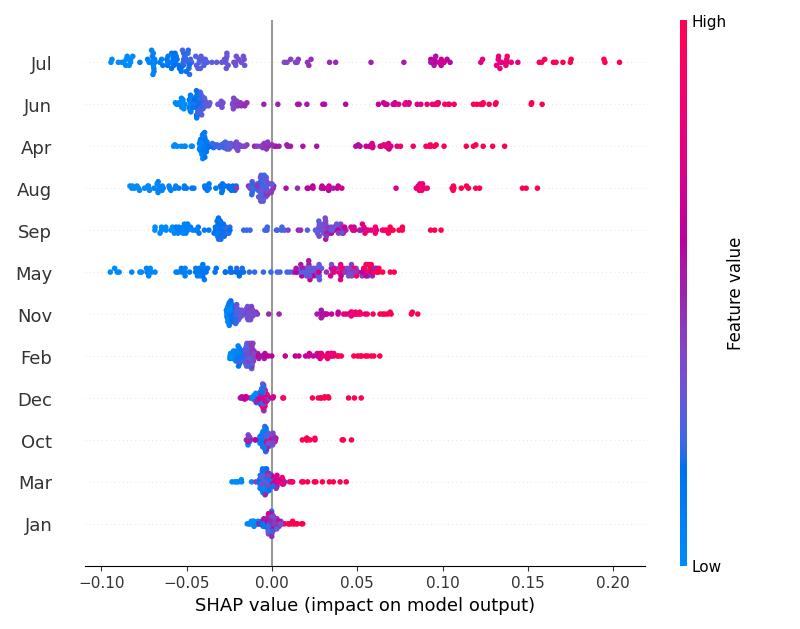 High
Jul
Jun
Apr
Aug
Sep
May
Nov
Feb
Dec
Oct
Mar
Jan
Feature value
Low
−0.10 −0.05 0.00 0.05 0.10 0.15 0.20
SHAP value (impact on model output)